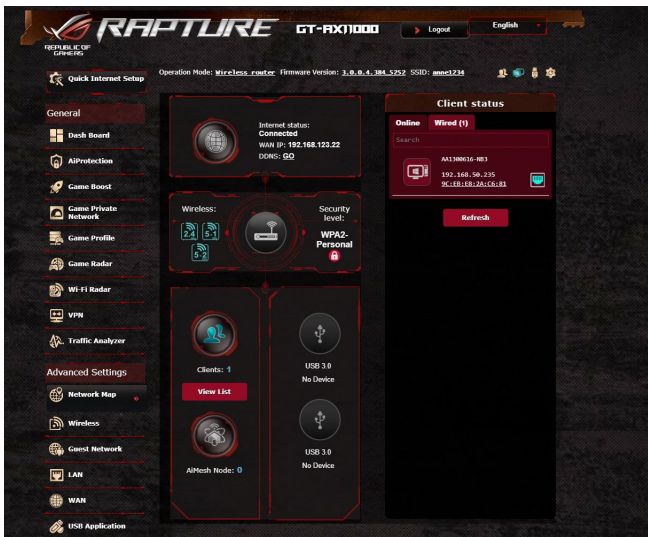 REPUBLIC OF
GAMERS
RAPTURE
GT-AX11000
Logout
English
Quick Internet Setup
Operation Mode: Wireless router Firmware Version: 3.0.0.4.384_5252 SSID: anne1234
General
Dash Board
AiProtection
Game Boost
Game Private
Network
Game Profile
Game Radar
Wi-Fi Radar
VPN
Traffic Analyzer
Advanced Settings
Network Map
Wireless
Guest Network
LAN
WAN
USB Application
Internet status:
Connected
WAN IP: 192.168.123.22
DDNS: GO
Wireless:
2.4 5-1
5-2
Security
level:
WPA2-
Personal
Clients: 1
View List
AiMesh Node: 0
USB 3.0
No Device
USB 3.0
No Device
Client status
Online Wired (1)
Search
AA1300616-NB3
192.168.50.235
9C:EB:E8:2A:C6:81
Refresh